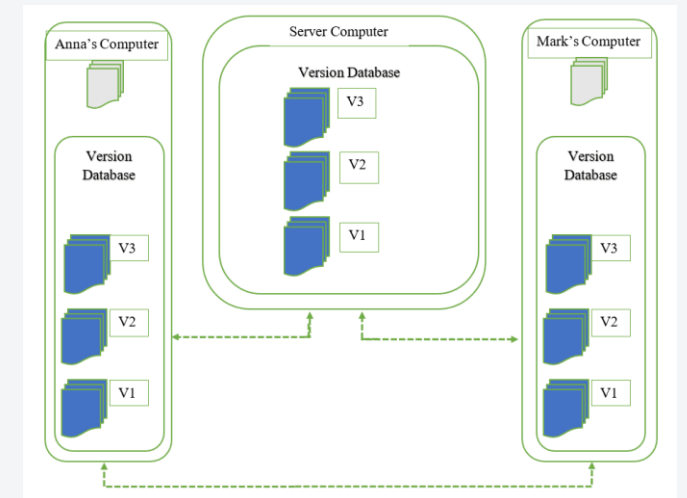 Anna's Computer
Version
Database
V3
V2
V1
Server Computer
Version Database
V3
V2
V1
Mark's Computer
Version
Database
V3
V2
V1